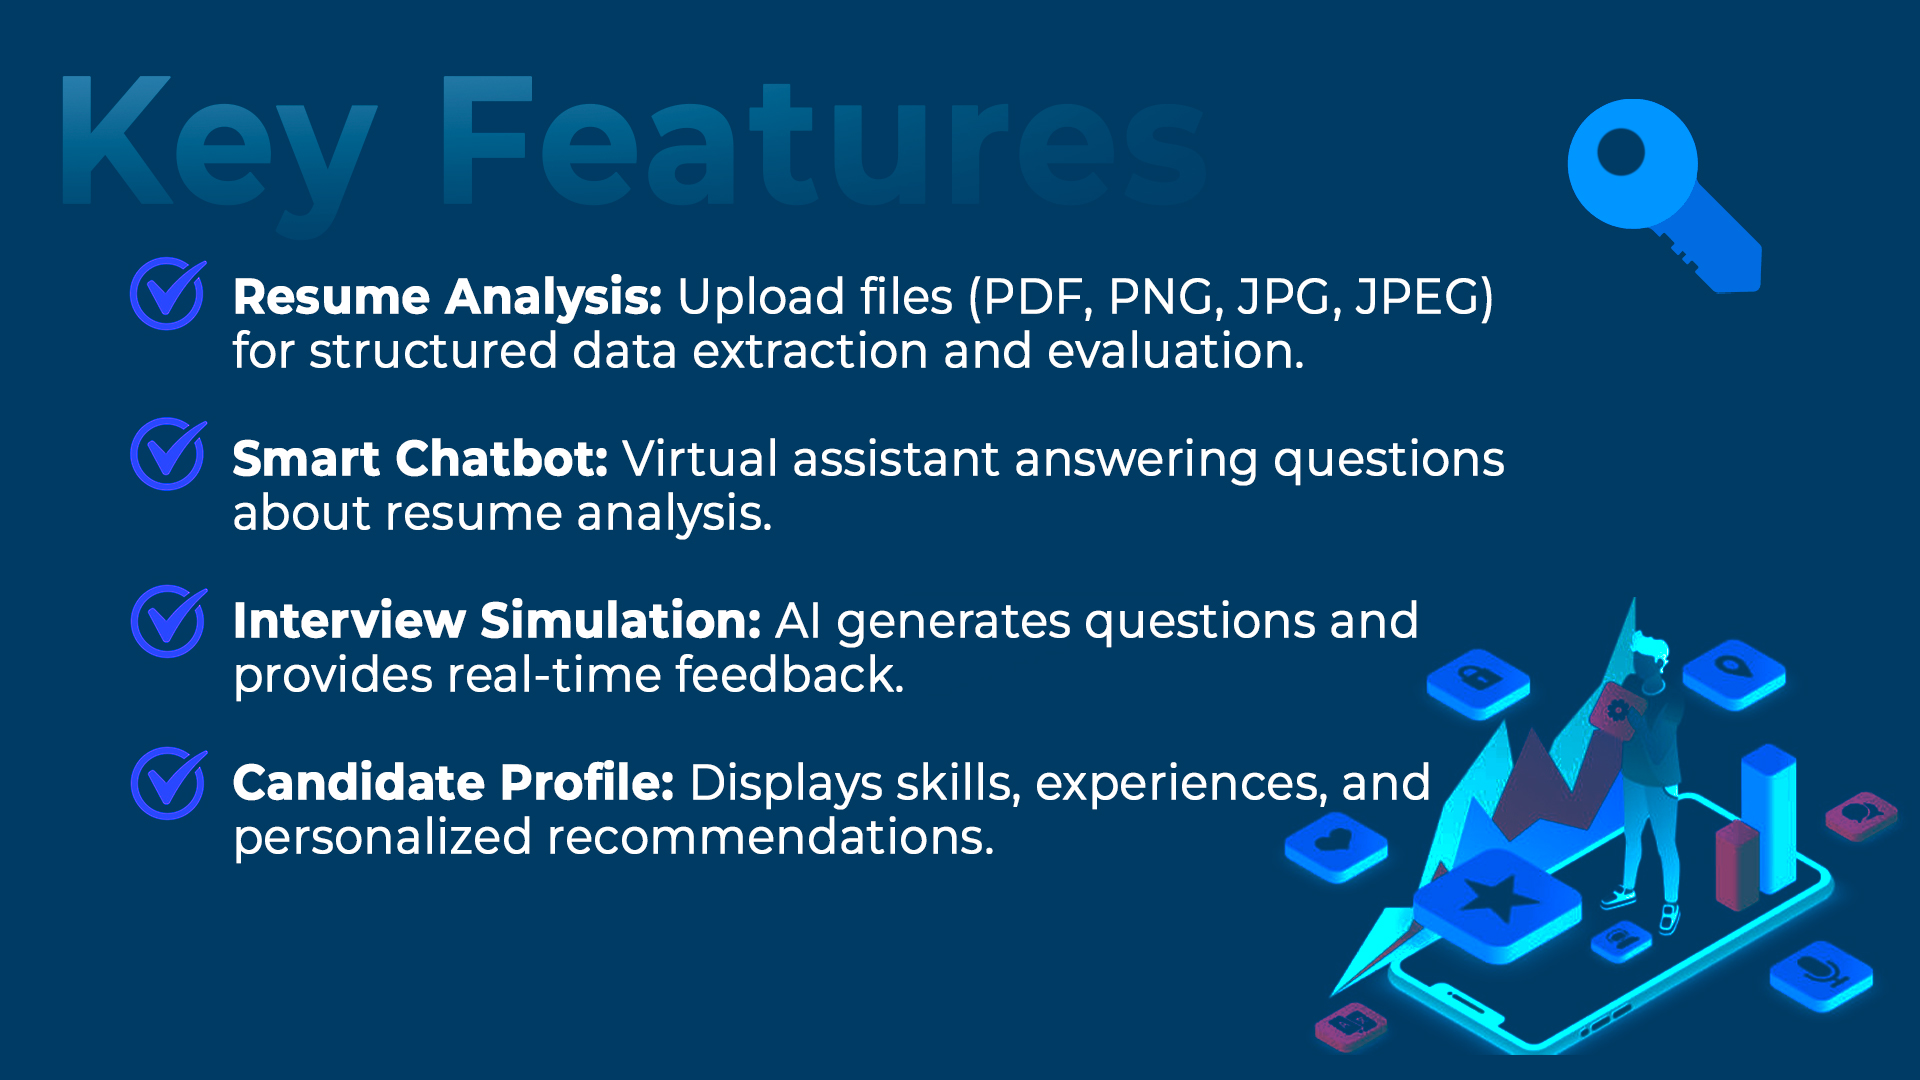 Key Features
Resume Analysis: Upload files (PDF, PNG, JPG, JPEG)
for structured data extraction and evaluation.
Smart Chatbot: Virtual assistant answering questions
about resume analysis.
Interview Simulation: AI generates questions and
provides real-time feedback.
Candidate Profile: Displays skills, experiences, and
personalized recommendations.